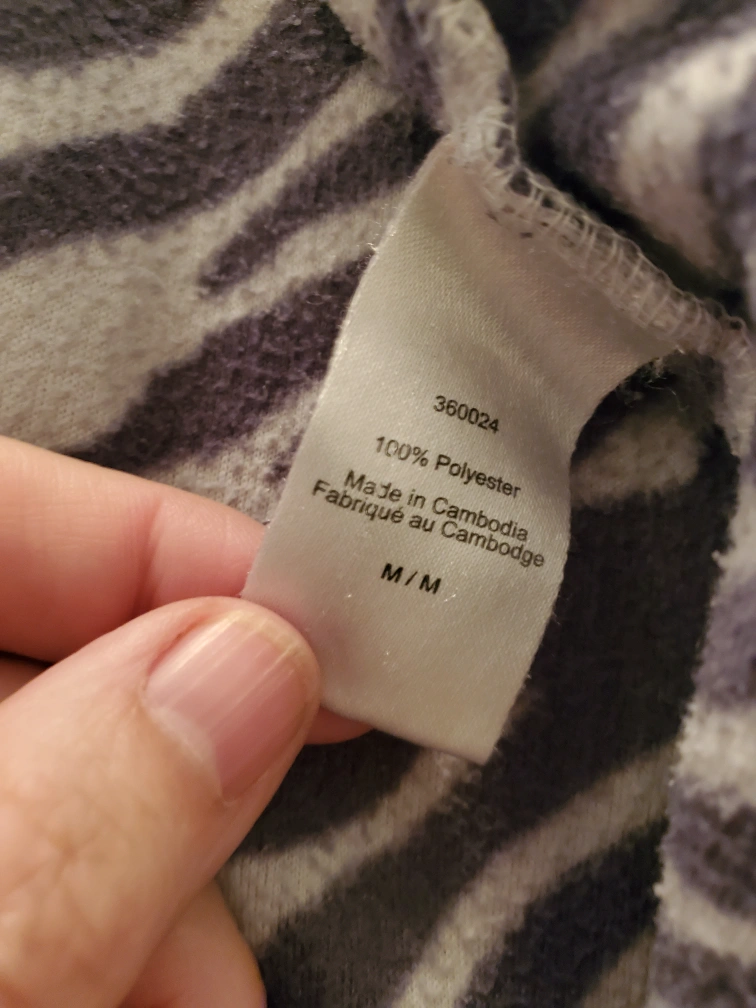 360024
100% Polyester
Made in Cambodia
Fabriqué au Cambodge
M / M